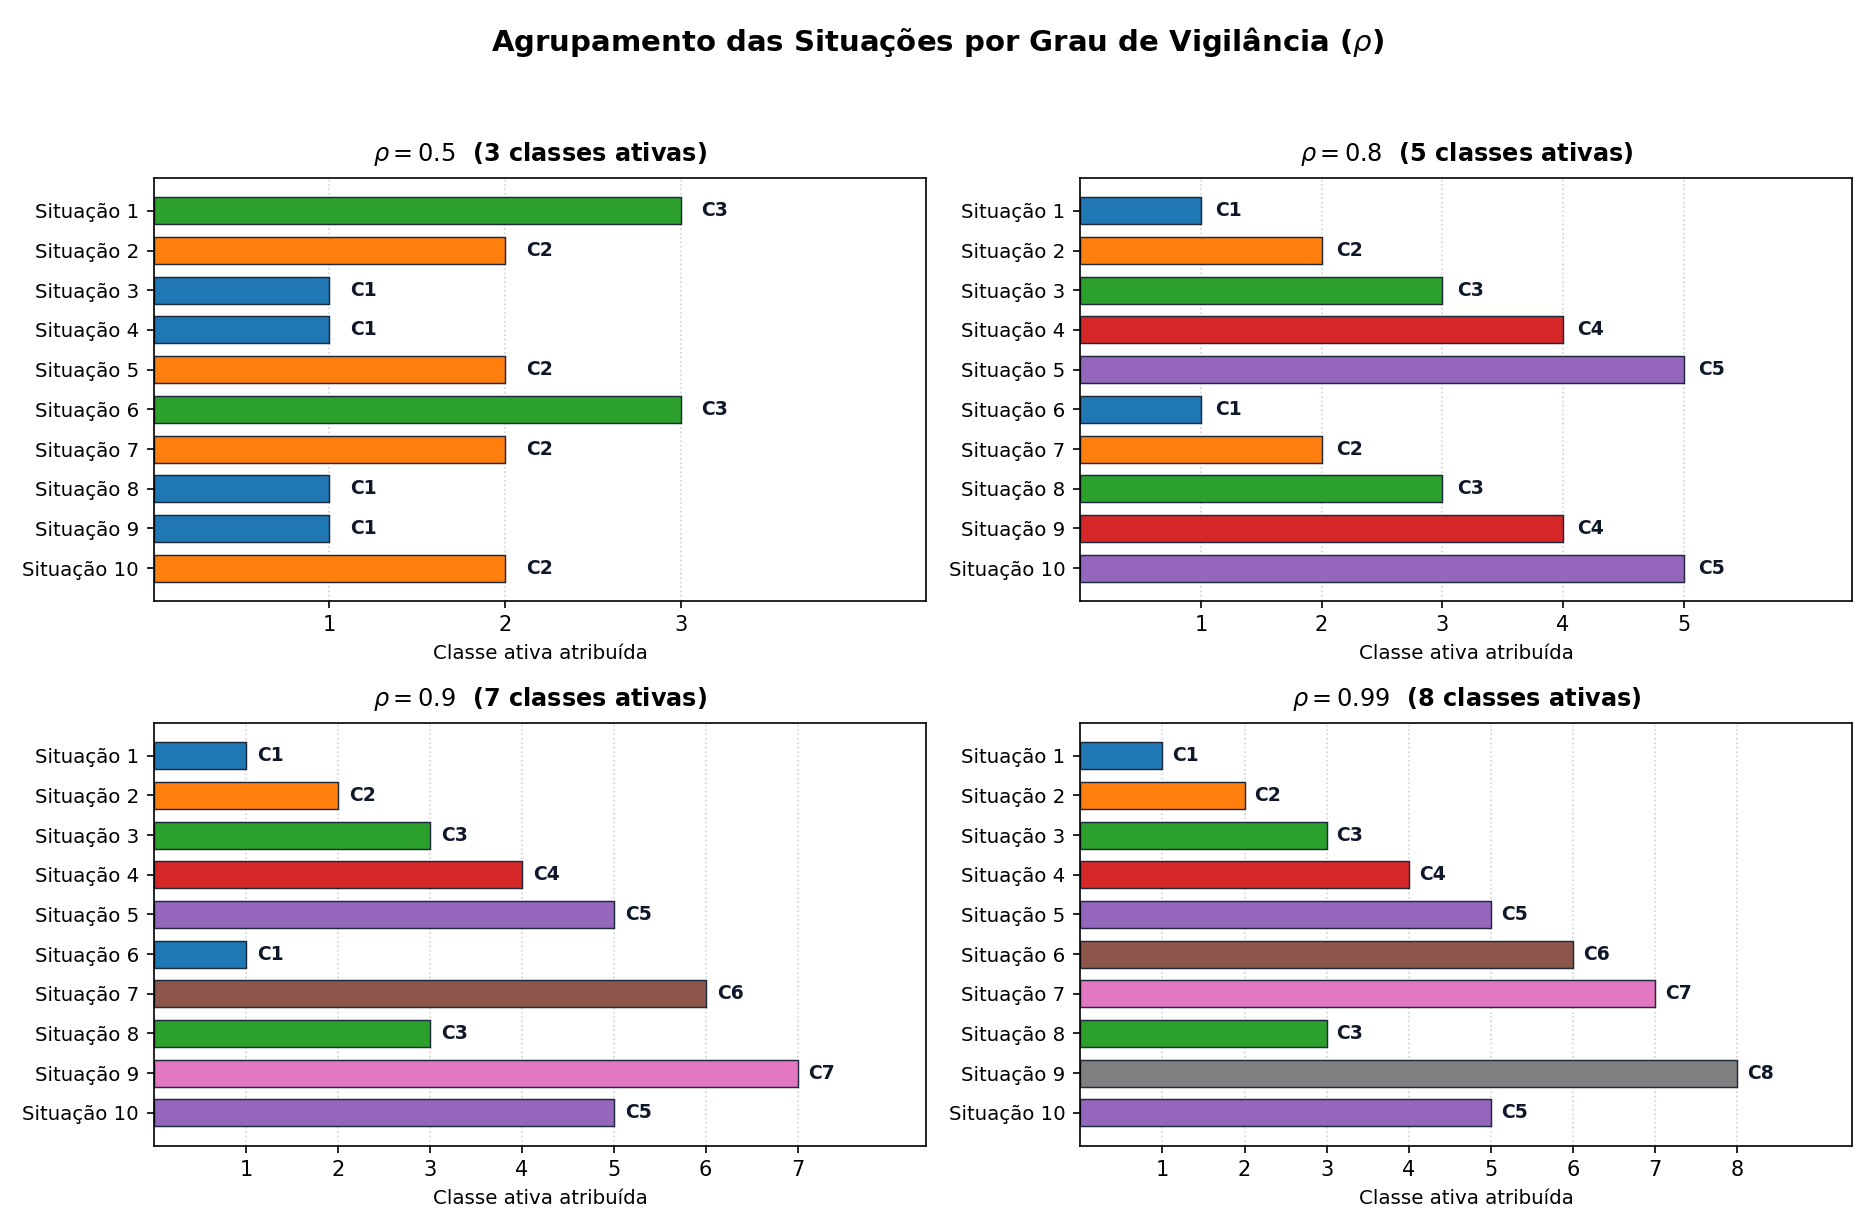 Agrupamento das Situações por Grau de Vigilância (ρ)
ρ = 0.5 (3 classes ativas)
Situação 1 C3
Situação 2 C2
Situação 3 C1
Situação 4 C1
Situação 5 C2
Situação 6 C3
Situação 7 C2
Situação 8 C1
Situação 9 C1
Situação 10 C2
1 2 3
Classe ativa atribuída
ρ = 0.8 (5 classes ativas)
Situação 1 C1
Situação 2 C2
Situação 3 C3
Situação 4 C4
Situação 5 C5
Situação 6 C1
Situação 7 C2
Situação 8 C3
Situação 9 C4
Situação 10 C5
1 2 3 4 5
Classe ativa atribuída
ρ = 0.9 (7 classes ativas)
Situação 1 C1
Situação 2 C2
Situação 3 C3
Situação 4 C4
Situação 5 C5
Situação 6 C1
Situação 7 C6
Situação 8 C3
Situação 9 C7
Situação 10 C5
1 2 3 4 5 6 7
Classe ativa atribuída
ρ = 0.99 (8 classes ativas)
Situação 1 C1
Situação 2 C2
Situação 3 C3
Situação 4 C4
Situação 5 C5
Situação 6 C6
Situação 7 C7
Situação 8 C3
Situação 9 C8
Situação 10 C5
1 2 3 4 5 6 7 8
Classe ativa atribuída